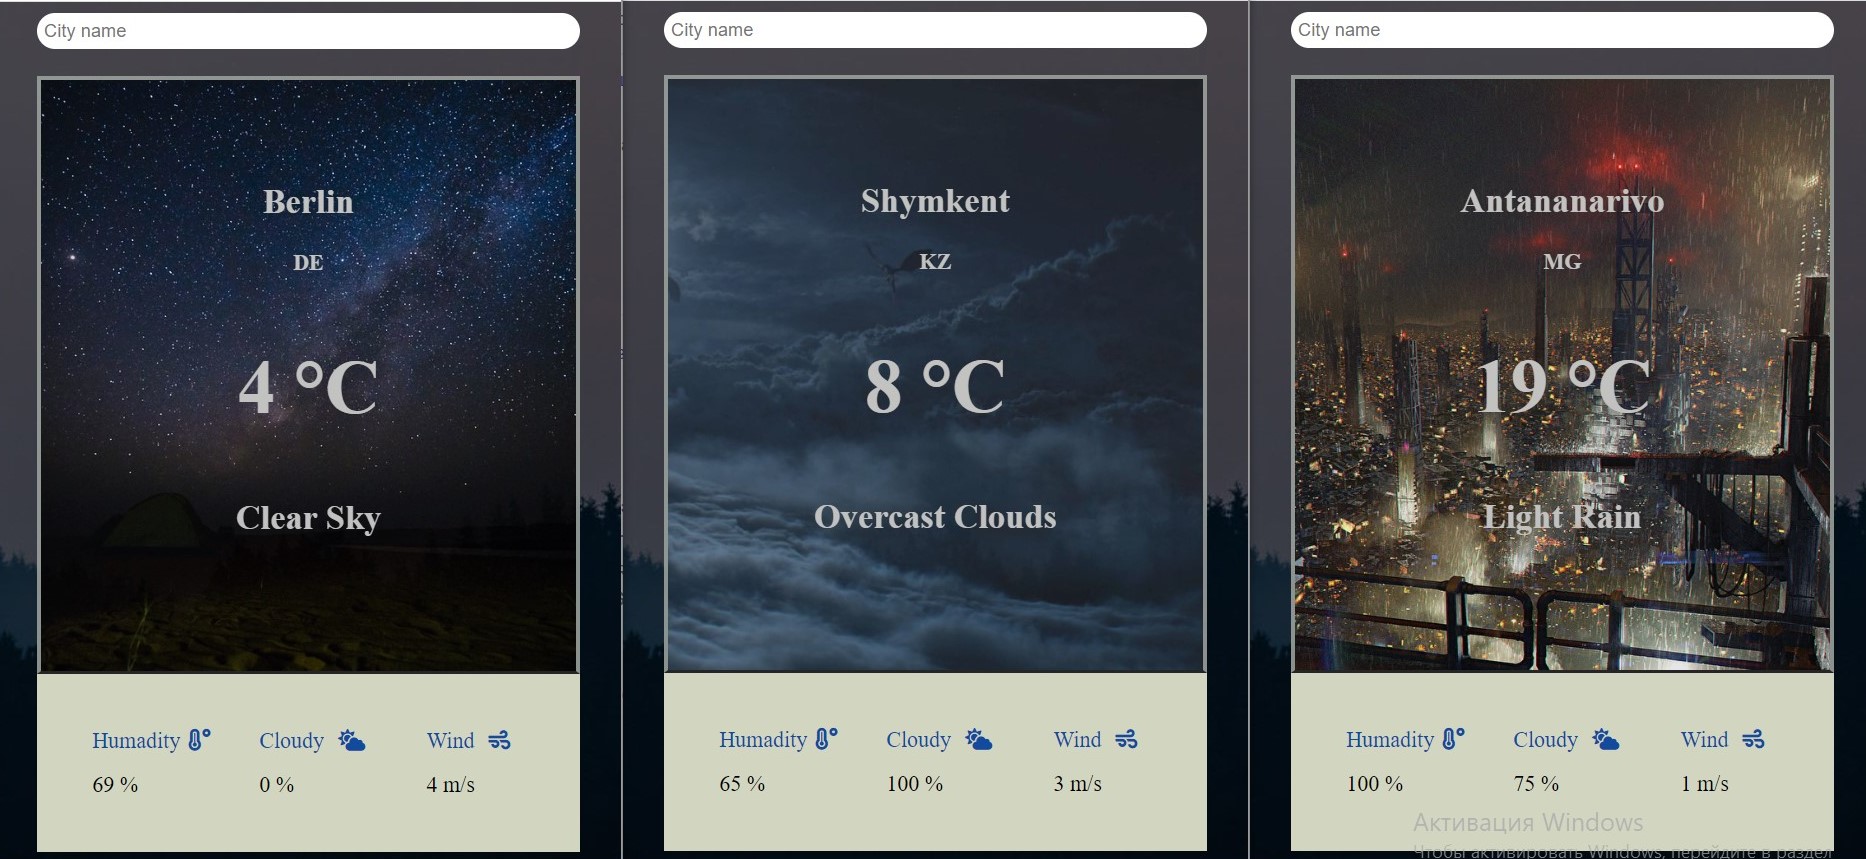 City name
Berlin
DE
4 °C
Clear Sky
Humadity Cloudy Wind
69 % 0 % 4 m/s
City name
Shymkent
KZ
8 °C
Overcast Clouds
Humadity Cloudy Wind
65 % 100 % 3 m/s
City name
Antananarivo
MG
19 °C
Light Rain
Humadity Cloudy Wind
100 % 75 % 1 m/s
Активация Windows
Чтобы активировать Windows, перейдите в раздел